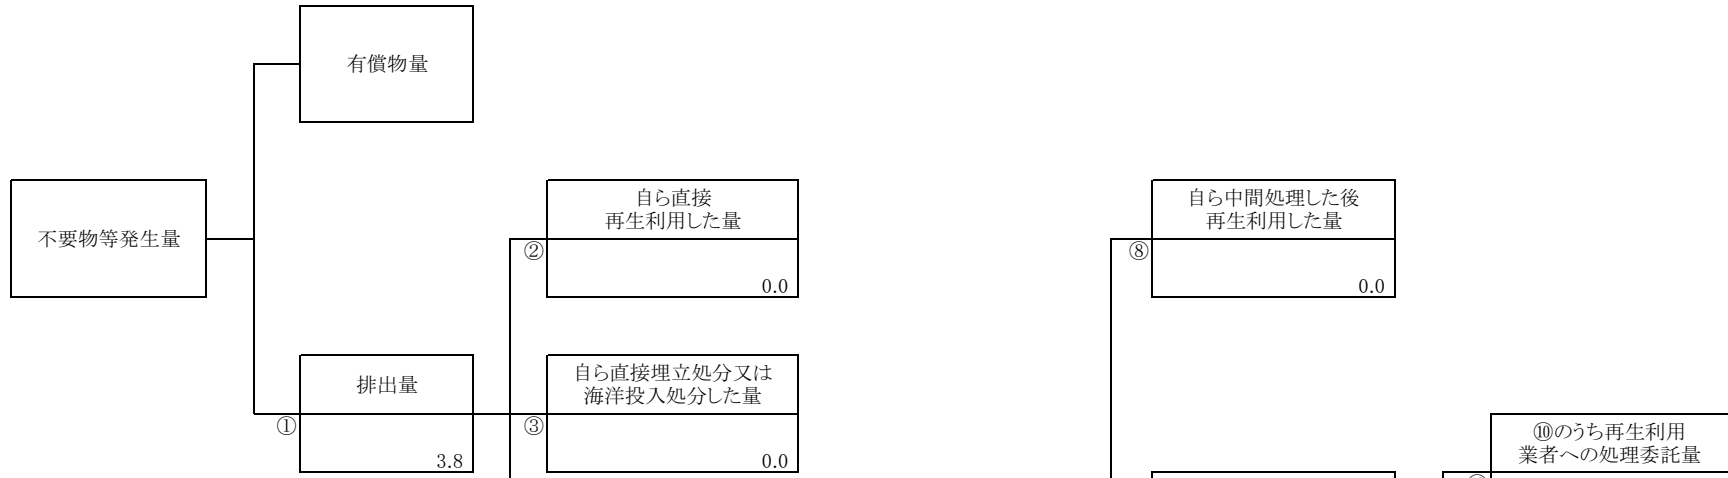 有償物量
不要物等発生量
自ら直接
再生利用した量
②
0.0
自ら中間処理した後
再生利用した量
⑧
0.0
排出量
①
3.8
自ら直接埋立処分又は
海洋投入処分した量
③
0.0
⑩のうち再生利用
業者への処理委託量